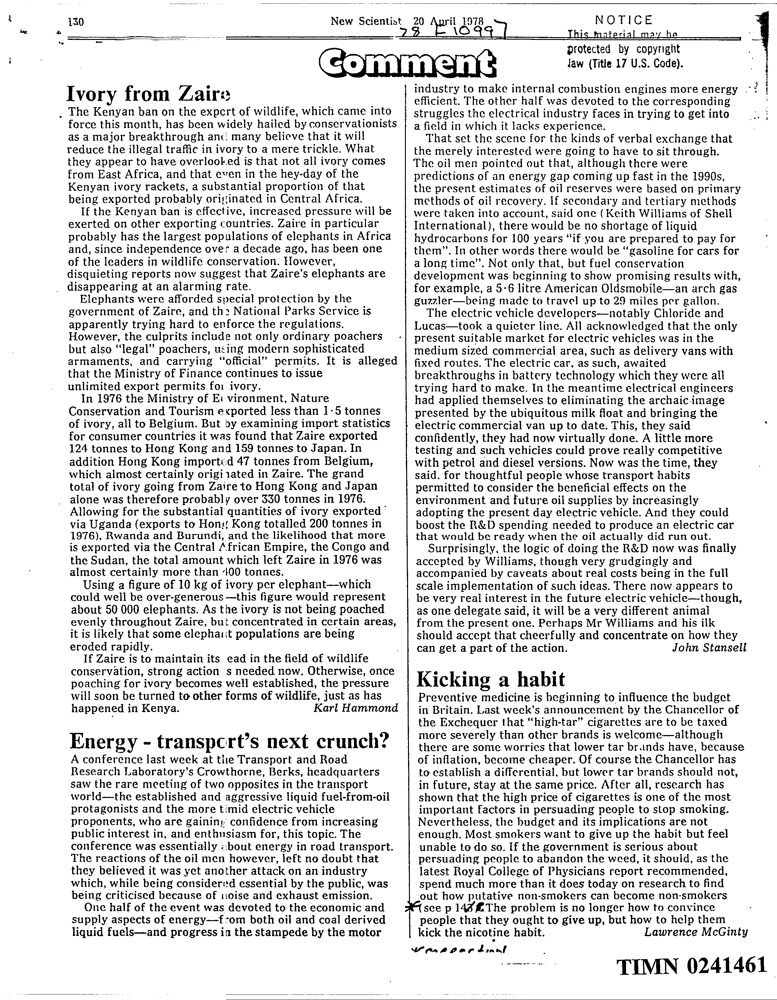 130
New Scientist 20 April 1978
78 E 10997
NOTICE
This material may be
protected by copyright
law (Title 17 U.S. Code).
Comment
Ivory from Zaire
The Kenyan ban on the export of wildlife, which came into
force this month, has been widely hailed by conservationists
as a major breakthrough and many believe that it will
reduce the illegal traffic in ivory to a mere trickle. What
they appear to have overlooked is that not all ivory comes
from East Africa, and that even in the hey-day of the
Kenyan ivory rackets, a substantial proportion of that
being exported probably originated in Central Africa.
If the Kenyan ban is effective, increased pressure will be
exerted on other exporting countries. Zaire in particular
probably has the largest populations of elephants in Africa
and, since independence over a decade ago, has been one
of the leaders in wildlife conservation. However,
disquieting reports now suggest that Zaire's elephants are
disappearing at an alarming rate.
Elephants were afforded special protection by the
government of Zaire, and the National Parks Service is
apparently trying hard to enforce the regulations.
However, the culprits include not only ordinary poachers
but also "legal" poachers, using modern sophisticated
armaments, and carrying "official" permits. It is alleged
that the Ministry of Finance continues to issue
unlimited export permits for ivory.
In 1976 the Ministry of Environment, Nature
Conservation and Tourism exported less than 1·5 tonnes
of ivory, all to Belgium. But by examining import statistics
for consumer countries it was found that Zaire exported
124 tonnes to Hong Kong and 159 tonnes to Japan. In
addition Hong Kong imported 47 tonnes from Belgium,
which almost certainly originated in Zaire. The grand
total of ivory going from Zaire to Hong Kong and Japan
alone was therefore probably over 330 tonnes in 1976.
Allowing for the substantial quantities of ivory exported
via Uganda (exports to Hong Kong totalled 200 tonnes in
1976), Rwanda and Burundi, and the likelihood that more
is exported via the Central African Empire, the Congo and
the Sudan, the total amount which left Zaire in 1976 was
almost certainly more than 400 tonnes.
Using a figure of 10 kg of ivory per elephant—which
could well be over-generous—this figure would represent
about 50 000 elephants. As the ivory is not being poached
evenly throughout Zaire, but concentrated in certain areas,
it is likely that some elephant populations are being
eroded rapidly.
If Zaire is to maintain its lead in the field of wildlife
conservation, strong action is needed now. Otherwise, once
poaching for ivory becomes well established, the pressure
will soon be turned to other forms of wildlife, just as has
happened in Kenya. Karl Hammond
Energy - transport's next crunch?
A conference last week at the Transport and Road
Research Laboratory's Crowthorne, Berks, headquarters
saw the rare meeting of two opposites in the transport
world—the established and aggressive liquid fuel-from-oil
protagonists and the more timid electric vehicle
proponents, who are gaining confidence from increasing
public interest in, and enthusiasm for, this topic. The
conference was essentially about energy in road transport.
The reactions of the oil men however, left no doubt that
they believed it was yet another attack on an industry
which, while being considered essential by the public, was
being criticised because of noise and exhaust emission.
One half of the event was devoted to the economic and
supply aspects of energy—from both oil and coal derived
liquid fuels—and progress in the stampede by the motor
industry to make internal combustion engines more energy
efficient. The other half was devoted to the corresponding
struggles the electrical industry faces in trying to get into
a field in which it lacks experience.
That set the scene for the kinds of verbal exchange that
the merely interested were going to have to sit through.
The oil men pointed out that, although there were
predictions of an energy gap coming up fast in the 1990s,
the present estimates of oil reserves were based on primary
methods of oil recovery. If secondary and tertiary methods
were taken into account, said one (Keith Williams of Shell
International), there would be no shortage of liquid
hydrocarbons for 100 years "if you are prepared to pay for
them". In other words there would be "gasoline for cars for
a long time". Not only that, but fuel conservation
development was beginning to show promising results with,
for example, a 5·6 litre American Oldsmobile—an arch gas
guzzler—being made to travel up to 29 miles per gallon.
The electric vehicle developers—notably Chloride and
Lucas—took a quieter line. All acknowledged that the only
present suitable market for electric vehicles was in the
medium sized commercial area, such as delivery vans with
fixed routes. The electric car, as such, awaited
breakthroughs in battery technology which they were all
trying hard to make. In the meantime electrical engineers
had applied themselves to eliminating the archaic image
presented by the ubiquitous milk float and bringing the
electric commercial van up to date. This, they said
confidently, they had now virtually done. A little more
testing and such vehicles could prove really competitive
with petrol and diesel versions. Now was the time, they
said, for thoughtful people whose transport habits
permitted to consider the beneficial effects on the
environment and future oil supplies by increasingly
adopting the present day electric vehicle. And they could
boost the R&D spending needed to produce an electric car
that would be ready when the oil actually did run out.
Surprisingly, the logic of doing the R&D now was finally
accepted by Williams, though very grudgingly and
accompanied by caveats about real costs being in the full
scale implementation of such ideas. There now appears to
be very real interest in the future electric vehicle—though,
as one delegate said, it will be a very different animal
from the present one. Perhaps Mr Williams and his ilk
should accept that cheerfully and concentrate on how they
can get a part of the action. John Stansell
Kicking a habit
Preventive medicine is beginning to influence the budget
in Britain. Last week's announcement by the Chancellor of
the Exchequer that "high-tar" cigarettes are to be taxed
more severely than other brands is welcome—although
there are some worries that lower tar brands have, because
of inflation, become cheaper. Of course the Chancellor has
to establish a differential, but lower tar brands should not,
in future, stay at the same price. After all, research has
shown that the high price of cigarettes is one of the most
important factors in persuading people to stop smoking.
Nevertheless, the budget and its implications are not
enough. Most smokers want to give up the habit but feel
unable to do so. If the government is serious about
persuading people to abandon the weed, it should, as the
latest Royal College of Physicians report recommended,
spend much more than it does today on research to find
out how putative non-smokers can become non-smokers
(see p 14 The problem is no longer how to convince
people that they ought to give up, but how to help them
kick the nicotine habit. Lawrence McGinty
TIMN 0241461